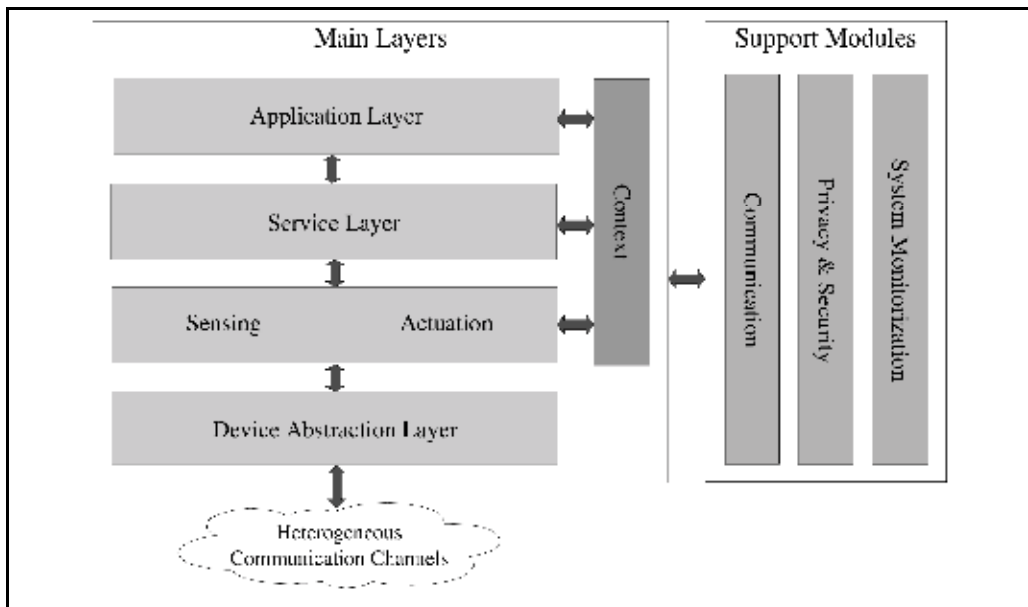 Main Layers
Application Layer
Service Layer
Sensing
Actuation
Device Abstraction Layer
Heterogeneous
Communication Channels
Context
Support Modules
Communication
Privacy & Security
System Monitorization